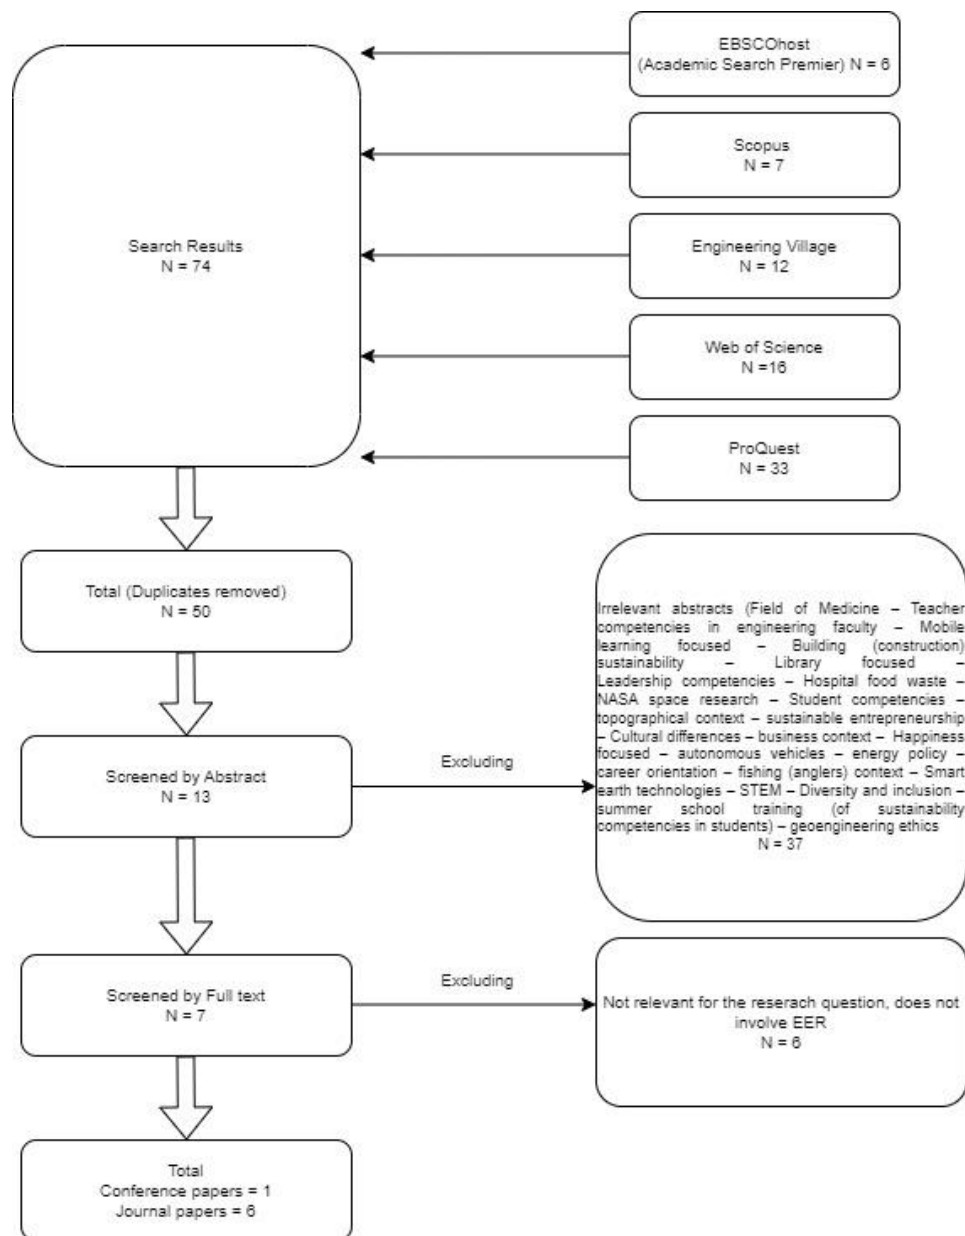 EBSCOhost
(Academic Search Premier) N = 6
Scopus
N = 7
Search Results
N = 74
Engineering Village
N = 12
Web of Science
N =16
ProQuest
N = 33
Total (Duplicates removed)
N = 50
Irrelevant abstracts (Field of Medicine – Teacher
competencies in engineering faculty – Mobile
learning focused – Building (construction)
sustainability – Library focused –
Leadership competencies – Hospital food waste –
NASA space research – Student competencies –
topographical context – sustainable entrepreneurship
– Cultural differences – business context – Happiness
focused – autonomous vehicles – energy policy –
career orientation – fishing (anglers) context – Smart
earth technologies – STEM – Diversity and inclusion –
summer school training (of sustainability
competencies in students) – geoengineering ethics
N = 37
Screened by Abstract
N = 13
Excluding
Screened by Full text
N = 7
Excluding
Not relevant for the reserach question, does not
involve EER
N = 6
Total
Conference papers = 1
Journal papers = 6